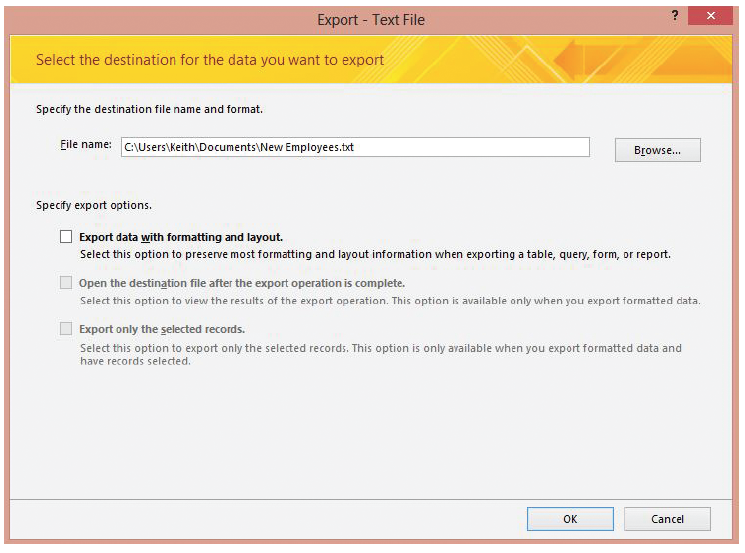 Export - Text File
?
Select the destination for the data you want to export
Specify the destination file name and format.
File name: C:\Users\Keith\Documents\New Employees.txt Browse...
Specify export options.
Export data with formatting and layout.
Select this option to preserve most formatting and layout information when exporting a table, query, form, or report.
Open the destination file after the export operation is complete.
Select this option to view the results of the export operation. This option is available only when you export formatted data.
Export only the selected records.
Select this option to export only the selected records. This option is only available when you export formatted data and
have records selected.
OK Cancel